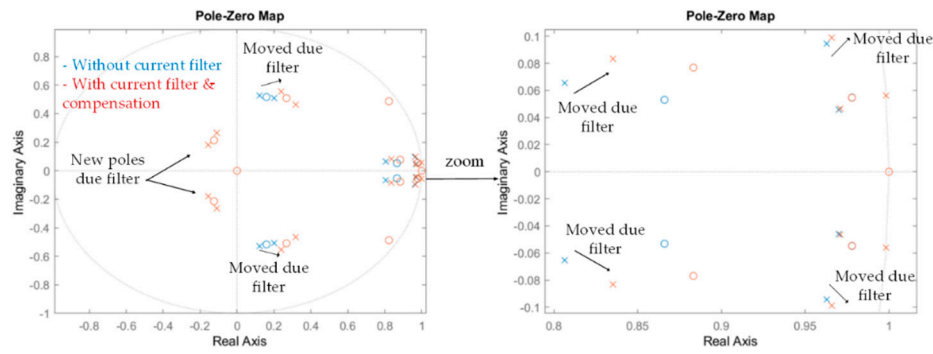 Pole-Zero Map
- Without current filter
- With current filter &
compensation
Moved due
filter
New poles
due filter
Moved due
filter
Imaginary Axis
0.8
0.6
0.4
0.2
0
-0.2
-0.4
-0.6
-0.8
-1
-0.8
-0.6
-0.4
-0.2
0
0.2
0.4
0.6
0.8
1
Real Axis
zoom
Pole-Zero Map
Moved due
filter
Moved due
filter
Moved due
filter
Moved due
filter
Imaginary Axis
0.1
0.08
0.06
0.04
0.02
0
-0.02
-0.04
-0.06
-0.08
-0.1
0.8
0.85
0.9
0.95
1
Real Axis